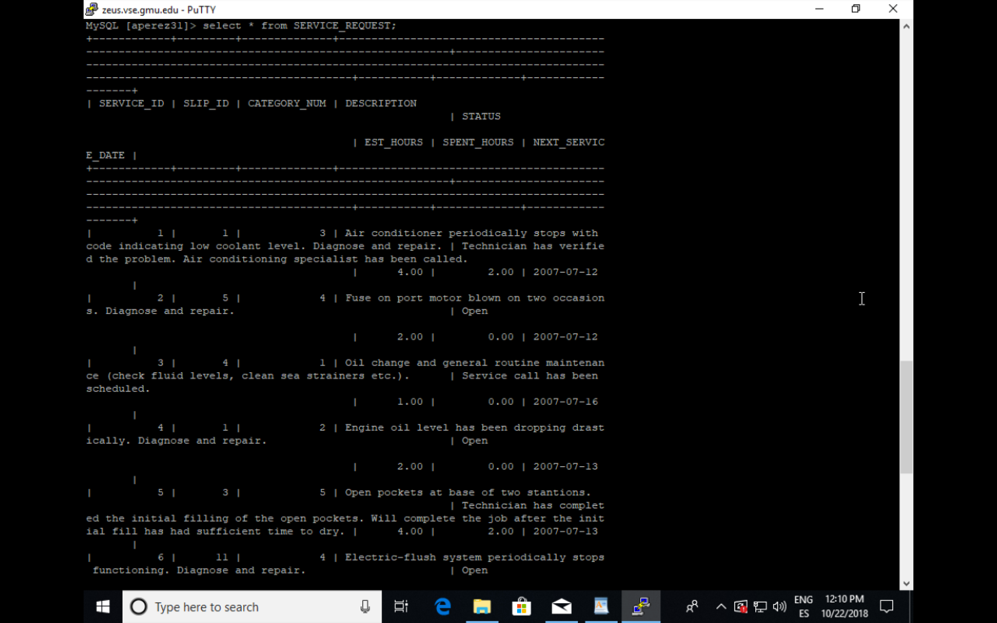 zeus.vse.gmu.edu - PuTTY
MySQL [aperez31]> select * from SERVICE_REQUEST;
+------------+---------+--------------+-----------------------------------------
------------------------------------------------+------------------------
--------------------------------------------------------------------------------
------------------------------------------+-----------+-------------+------------
-------+
| SERVICE_ID | SLIP_ID | CATEGORY_NUM | DESCRIPTION
| STATUS
| EST_HOURS | SPENT_HOURS | NEXT_SERVIC
E_DATE |
+------------+---------+--------------+-----------------------------------------
------------------------------------------------+------------------------
--------------------------------------------------------------------------------
------------------------------------------+-----------+-------------+------------
-------+
| 1 | 1 | 3 | Air conditioner periodically stops with
code indicating low coolant level. Diagnose and repair. | Technician has verifie
d the problem. Air conditioning specialist has been called.
| 4.00 | 2.00 | 2007-07-12
|
| 2 | 5 | 4 | Fuse on port motor blown on two occasion
s. Diagnose and repair. | Open
| 2.00 | 0.00 | 2007-07-12
|
| 3 | 4 | 1 | Oil change and general routine maintenan
ce (check fluid levels, clean sea strainers etc.). | Service call has been
scheduled.
| 1.00 | 0.00 | 2007-07-16
|
| 4 | 1 | 2 | Engine oil level has been dropping drast
ically. Diagnose and repair. | Open
| 2.00 | 0.00 | 2007-07-13
|
| 5 | 3 | 5 | Open pockets at base of two stantions.
| Technician has complet
ed the initial filling of the open pockets. Will complete the job after the init
ial fill has had sufficient time to dry. | 4.00 | 2.00 | 2007-07-13
|
| 6 | 11 | 4 | Electric-flush system periodically stops
functioning. Diagnose and repair. | Open
Type here to search
ENG
ES
12:10 PM
10/22/2018